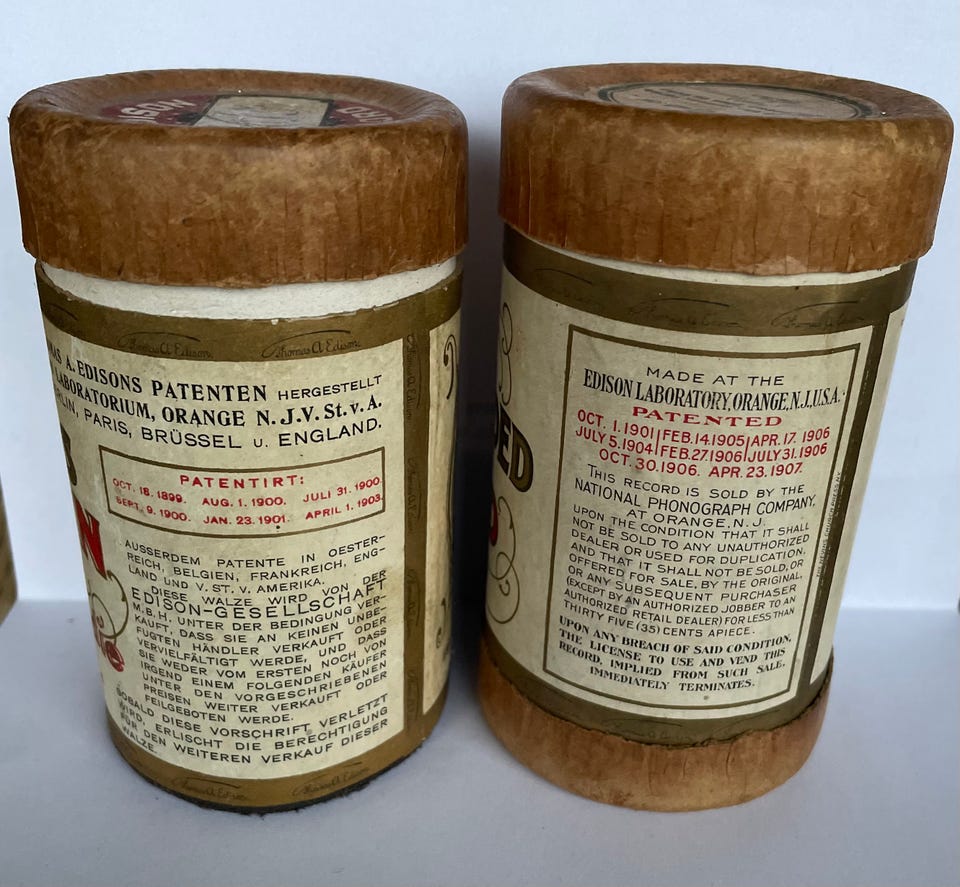 Thomas A. Edison Thomas A. Edison
A. EDISONS PATENTEN HERGESTELLT
LABORATORIUM, ORANGE N.J.V. St. v. A.
PARIS, BRÜSSEL u. ENGLAND.
PATENTIRT:
OCT. 18. 1899. AUG. 1. 1900. JULI 31. 1900.
SEPT. 9. 1900. JAN. 23. 1901. APRIL 1. 1903.
AUSSERDEM PATENTE IN OESTER-
REICH, BELGIEN, FRANKREICH, ENG-
LAND UND V. ST. V. AMERIKA.
DIESE WALZE WIRD VON DER
EDISON-GESELLSCHAFT
M.B.H. UNTER DER BEDINGUNG VER-
KAUFT, DASS SIE AN KEINEN UNBE-
FUGTEN HÄNDLER VERKAUFT ODER
VERVIELFÄLTIGT WERDE, UND DASS
SIE WEDER VOM ERSTEN NOCH VON
IRGEND EINEM FOLGENDEN KÄUFER
UNTER DEN VORGESCHRIEBENEN
PREISEN WEITER VERKAUFT ODER
FEILGEBOTEN WERDE.
SOBALD DIESE VORSCHRIFT VERLETZT
WIRD, ERLISCHT DIE BERECHTIGUNG
FÜR DEN WEITEREN VERKAUF DIESER
WALZE.
Thomas A. Edison Thomas A. Edison
MADE AT THE
EDISON LABORATORY, ORANGE, N.J., U.S.A.
PATENTED
OCT. 1. 1901 | FEB. 14. 1905 | APR. 17. 1906
JULY 5. 1904 | FEB. 27. 1906 | JULY 31. 1906
OCT. 30. 1906. APR. 23. 1907.
THIS RECORD IS SOLD BY THE
NATIONAL PHONOGRAPH COMPANY,
AT ORANGE, N. J.
UPON THE CONDITION THAT IT SHALL
NOT BE SOLD TO ANY UNAUTHORIZED
DEALER OR USED FOR DUPLICATION,
AND THAT IT SHALL NOT BE SOLD, OR
OFFERED FOR SALE, BY THE ORIGINAL,
OR ANY SUBSEQUENT PURCHASER
(EXCEPT BY AN AUTHORIZED JOBBER TO AN
AUTHORIZED RETAIL DEALER) FOR LESS THAN
THIRTY FIVE (35) CENTS APIECE.
UPON ANY BREACH OF SAID CONDITION,
THE LICENSE TO USE AND VEND THIS
RECORD, IMPLIED FROM SUCH SALE,
IMMEDIATELY TERMINATES.